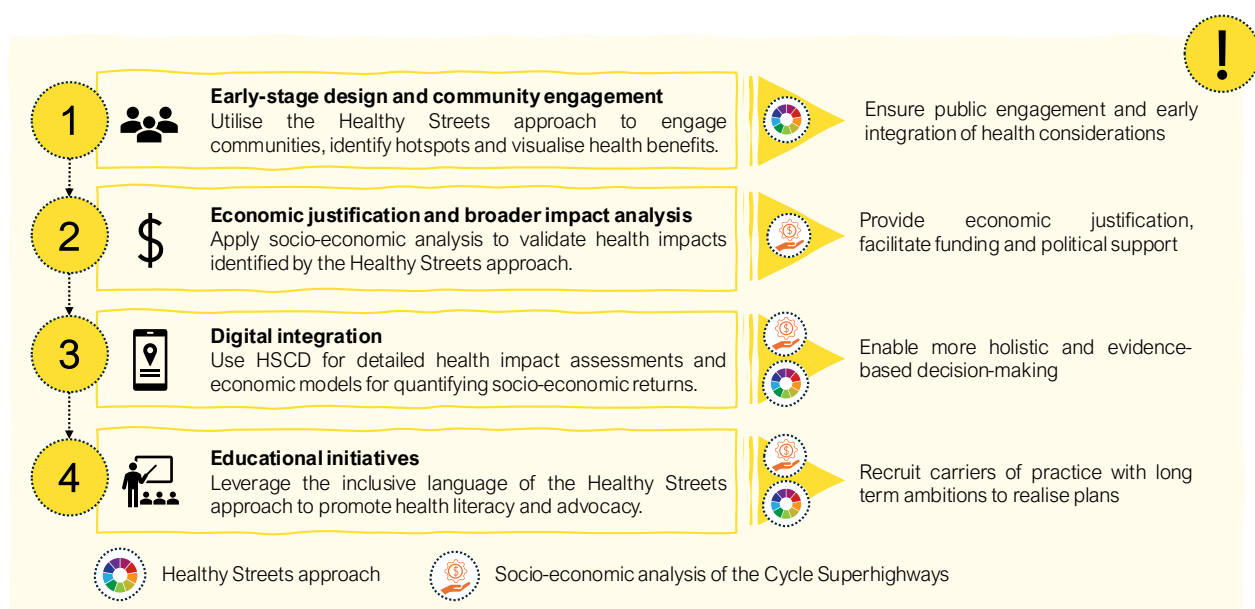 !
1
Early-stage design and community engagement
Utilise the Healthy Streets approach to engage
communities, identify hotspots and visualise health benefits.
Ensure public engagement and early
integration of health considerations
2
$
Economic justification and broader impact analysis
Apply socio-economic analysis to validate health impacts
identified by the Healthy Streets approach.
$
Provide economic justification,
facilitate funding and political support
3
Digital integration
Use HSCD for detailed health impact assessments and
economic models for quantifying socio-economic returns.
$
Enable more holistic and evidence-
based decision-making
4
Educational initiatives
Leverage the inclusive language of the Healthy Streets
approach to promote health literacy and advocacy.
$
Recruit carriers of practice with long
term ambitions to realise plans
Healthy Streets approach
$
Socio-economic analysis of the Cycle Superhighways